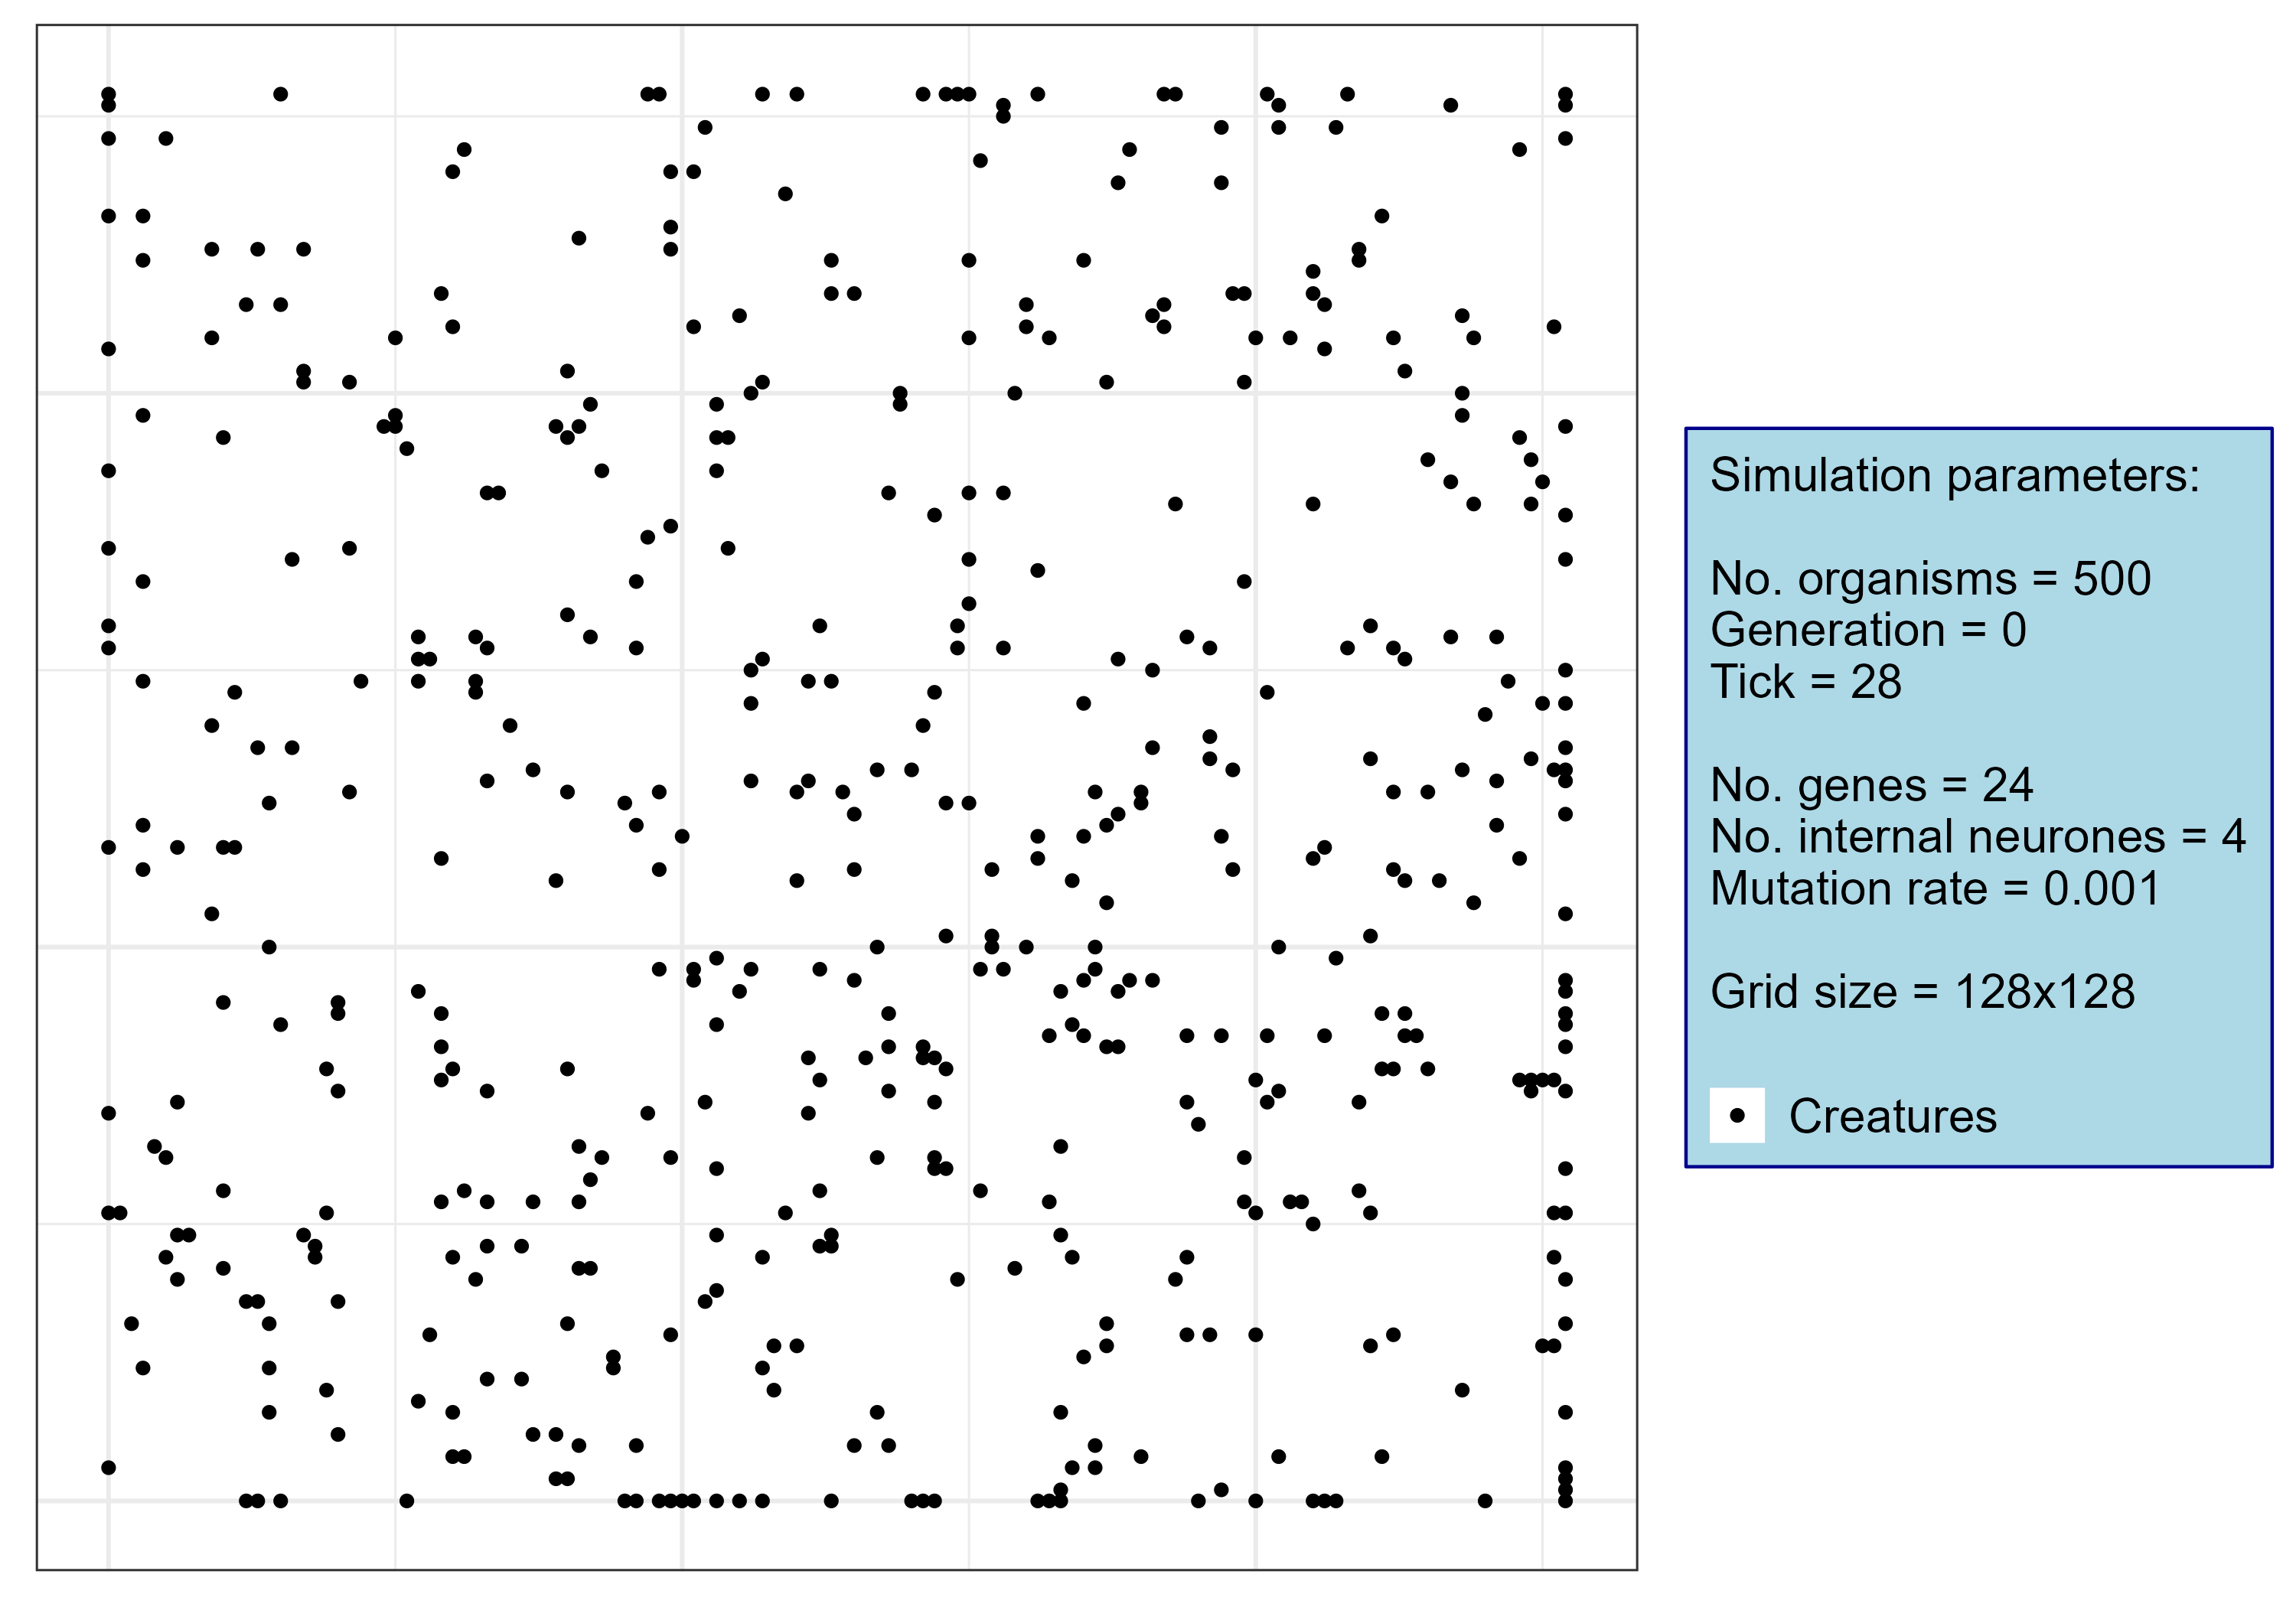 Simulation parameters:
No. organisms = 500
Generation = 0
Tick = 28
No. genes = 24
No. internal neurones = 4
Mutation rate = 0.001
Grid size = 128x128
Creatures